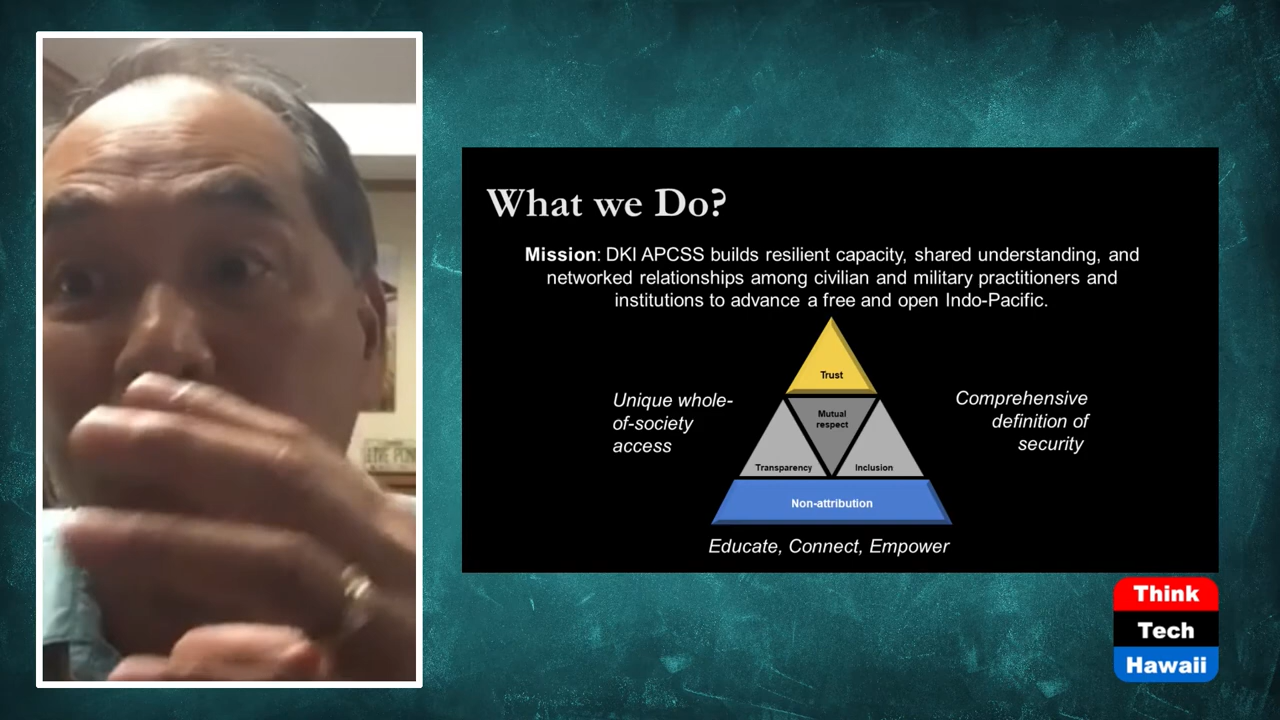 What we Do?
Mission: DKI APCSS builds resilient capacity, shared understanding, and
networked relationships among civilian and military practitioners and
institutions to advance a free and open Indo-Pacific.
Trust
Unique whole-
of-society
access
Mutual
respect
Comprehensive
definition of
security
Transparency
Inclusion
Non-attribution
Educate, Connect, Empower
Think
Tech
Hawaii